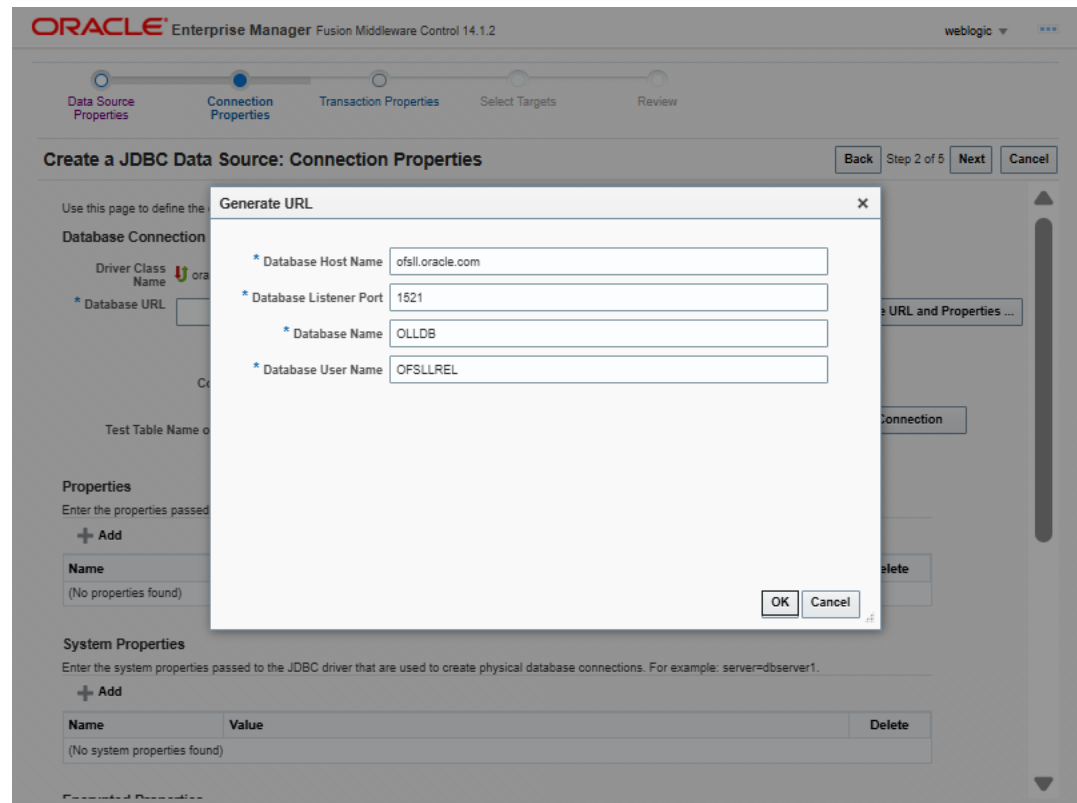 ORACLE Enterprise Manager Fusion Middleware Control 14.1.2
weblogic
Data Source Properties
Connection Properties
Transaction Properties
Select Targets
Review
Create a JDBC Data Source: Connection Properties
Back Step 2 of 5 Next Cancel
Use this page to define the
Database Connection
Driver Class Name ora
* Database URL
e URL and Properties ...
Connection
Test Table Name o
Generate URL
* Database Host Name ofsll.oracle.com
* Database Listener Port 1521
* Database Name OLLDB
* Database User Name OFSLLREL
OK Cancel
Properties
Enter the properties passed
Add
Name
elete
(No properties found)
System Properties
Enter the system properties passed to the JDBC driver that are used to create physical database connections. For example: server=dbserver1.
Add
Name Value Delete
(No system properties found)